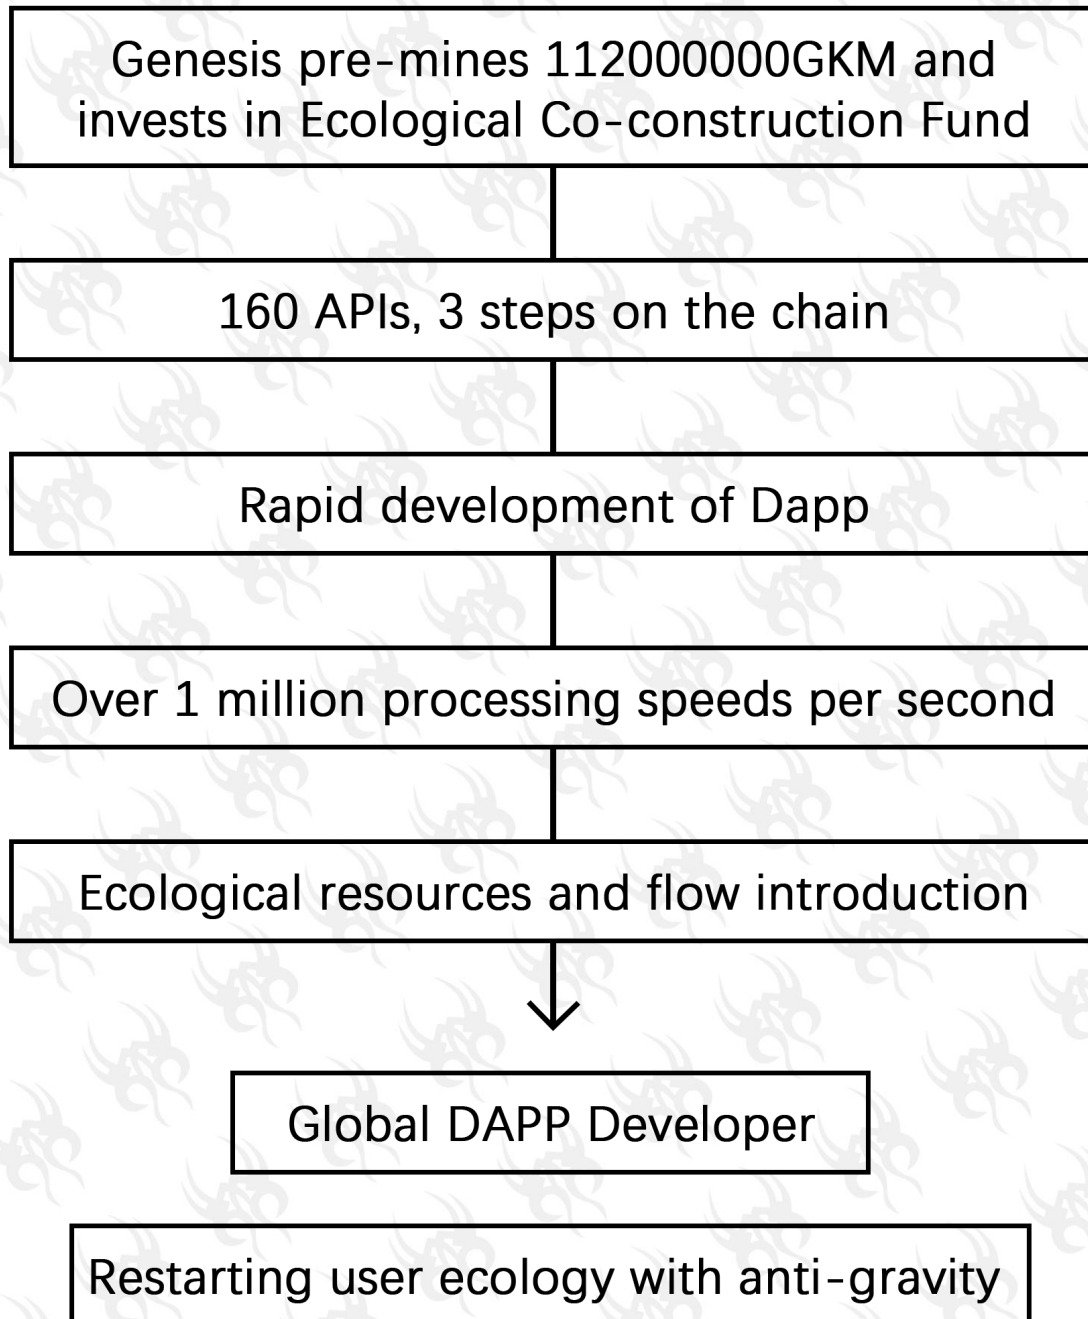 Genesis pre-mines 112000000GKM and
invests in Ecological Co-construction Fund
160 APIs, 3 steps on the chain
Rapid development of Dapp
Over 1 million processing speeds per second
Ecological resources and flow introduction
Global DAPP Developer
Restarting user ecology with anti-gravity